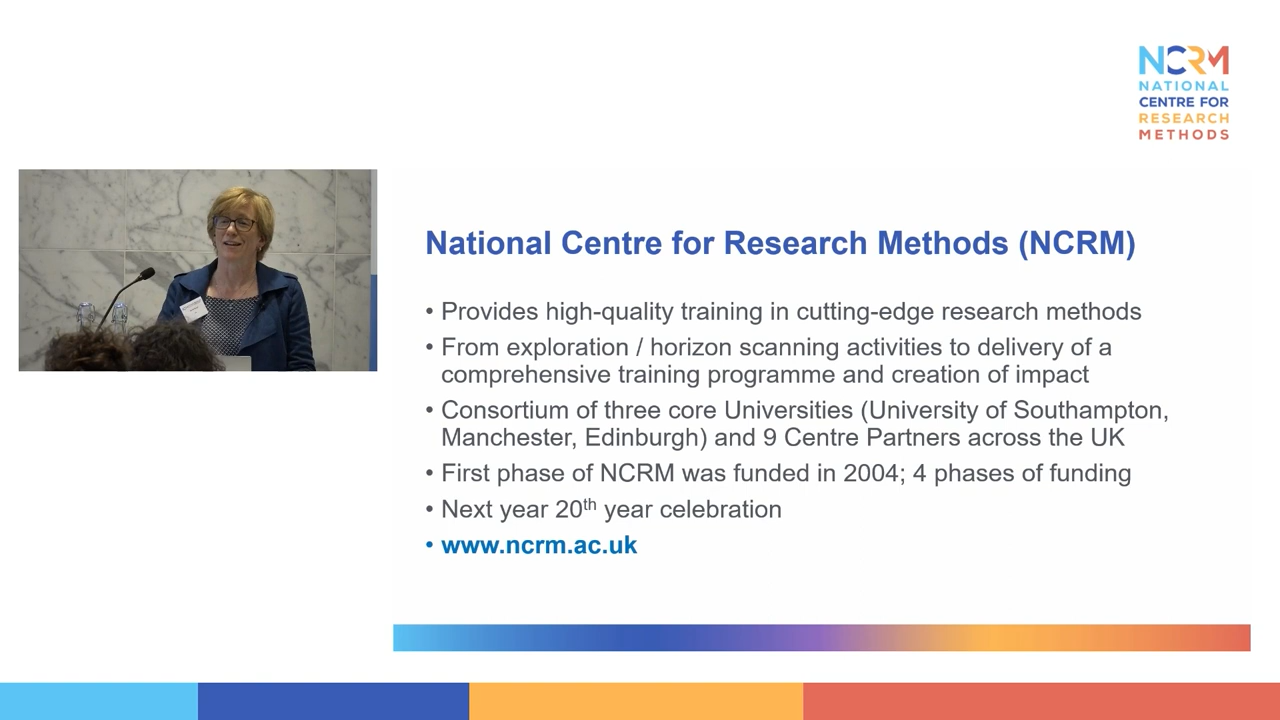 NCRM
NATIONAL
CENTRE FOR
RESEARCH
METHODS
National Centre for Research Methods (NCRM)
• Provides high-quality training in cutting-edge research methods
• From exploration / horizon scanning activities to delivery of a
comprehensive training programme and creation of impact
• Consortium of three core Universities (University of Southampton,
Manchester, Edinburgh) and 9 Centre Partners across the UK
• First phase of NCRM was funded in 2004; 4 phases of funding
• Next year 20th year celebration
• www.ncrm.ac.uk